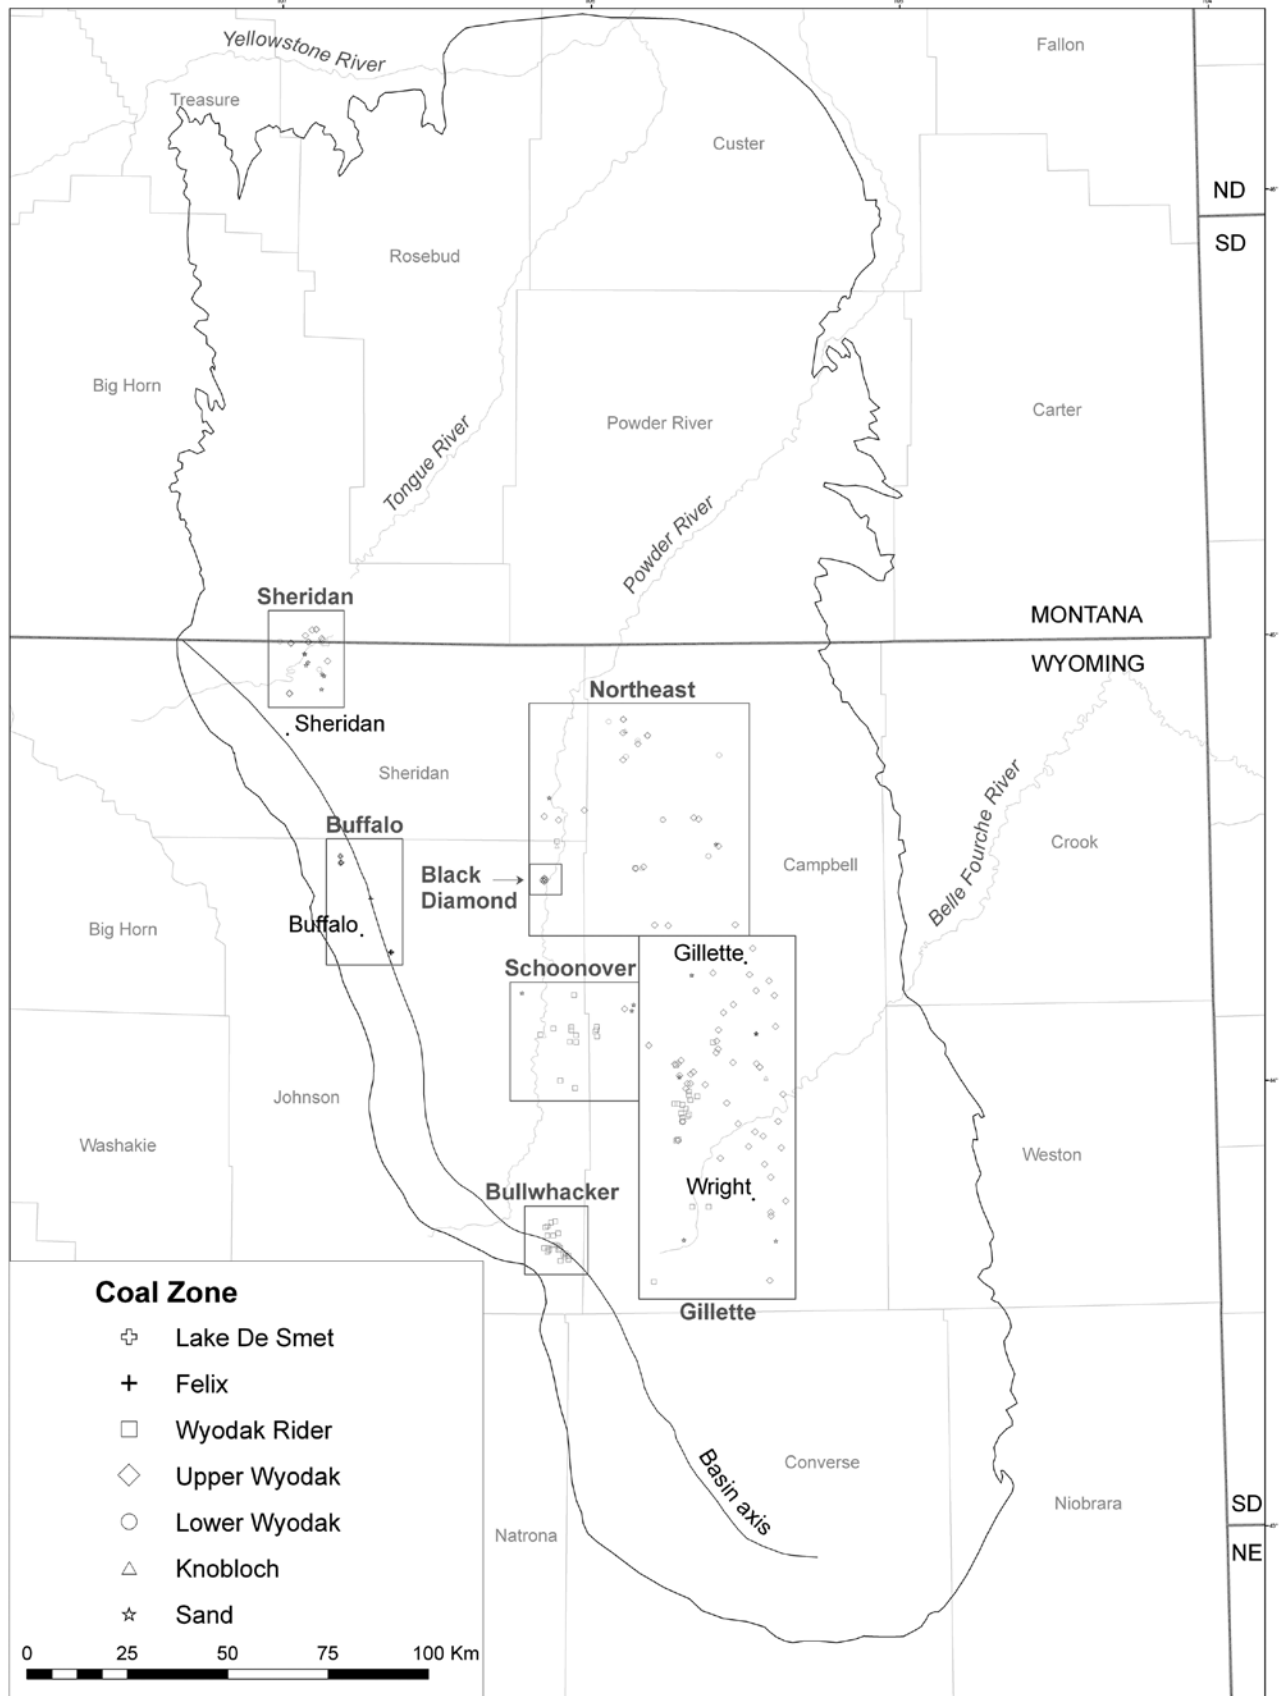 Yellowstone River
Fallon
Treasure
Custer
ND
SD
Rosebud
Big Horn
Powder River
Carter
Tongue River
Powder River
Sheridan
MONTANA
WYOMING
Northeast
Sheridan
Sheridan
Buffalo
Belle Fourche River
Crook
Campbell
Black
Diamond
Buffalo
Big Horn
Gillette
Schoonover
Johnson
Washakie
Weston
Wright
Bullwhacker
Gillette
Coal Zone
Lake De Smet
Felix
Wyodak Rider
Upper Wyodak
Lower Wyodak
Knobloch
Sand
Basin axis
Converse
Niobrara
Natrona
SD
NE
0 25 50 75 100 Km